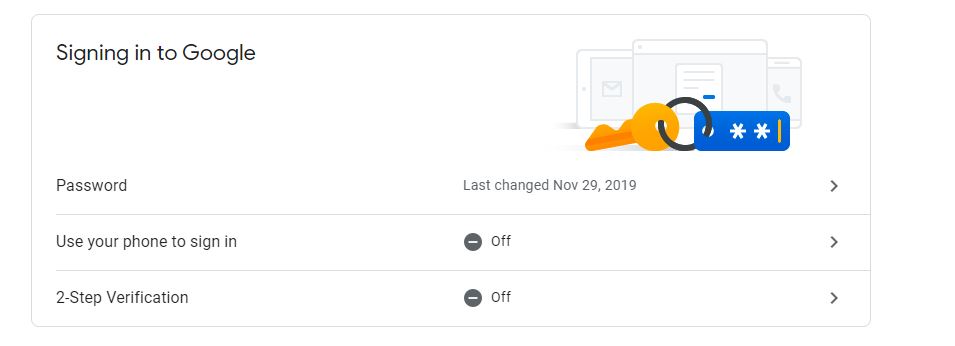 Signing in to Google
Password
Last changed Nov 29, 2019
Use your phone to sign in
Off
2-Step Verification
Off